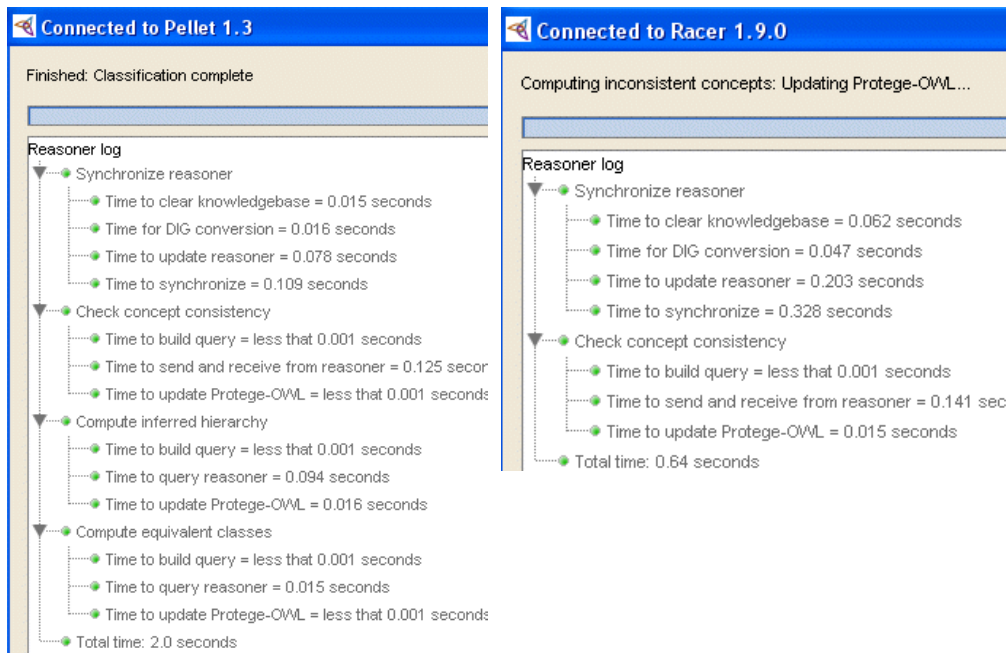 Connected to Pellet 1.3
Finished: Classification complete
Reasoner log
Synchronize reasoner
Time to clear knowledgebase = 0.015 seconds
Time for DIG conversion = 0.016 seconds
Time to update reasoner = 0.078 seconds
Time to synchronize = 0.109 seconds
Check concept consistency
Time to build query = less that 0.001 seconds
Time to send and receive from reasoner = 0.125 secor
Time to update Protege-OWL = less that 0.001 seconds
Compute inferred hierarchy
Time to build query = less that 0.001 seconds
Time to query reasoner = 0.094 seconds
Time to update Protege-OWL = 0.016 seconds
Compute equivalent classes
Time to build query = less that 0.001 seconds
Time to query reasoner = 0.015 seconds
Time to update Protege-OWL = less that 0.001 seconds
Total time: 2.0 seconds
Connected to Racer 1.9.0
Computing inconsistent concepts: Updating Protege-OWL...
Reasoner log
Synchronize reasoner
Time to clear knowledgebase = 0.062 seconds
Time for DIG conversion = 0.047 seconds
Time to update reasoner = 0.203 seconds
Time to synchronize = 0.328 seconds
Check concept consistency
Time to build query = less that 0.001 seconds
Time to send and receive from reasoner = 0.141 sec
Time to update Protege-OWL = 0.015 seconds
Total time: 0.64 seconds